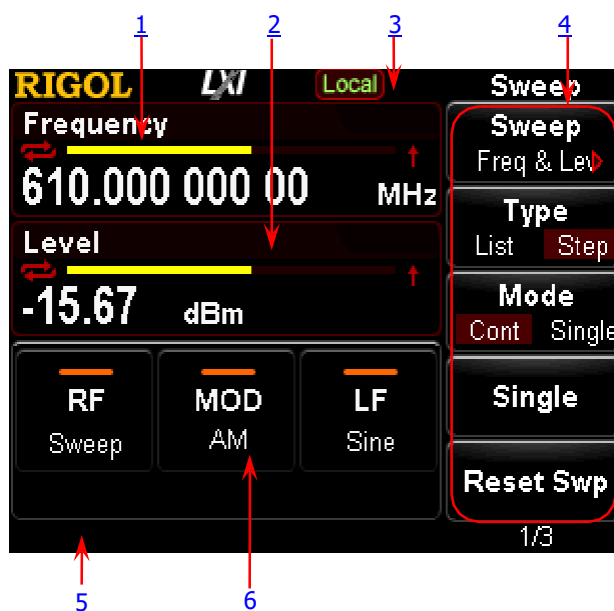 1 2 3 4
RIGOL LXI Local Sweep
Frequency
610.000 000 00 MHz
Level
-15.67 dBm
RF
Sweep
MOD
AM
LF
Sine
Sweep
Freq & Lev
Type
List Step
Mode
Cont Single
Single
Reset Swp
1/3
5 6